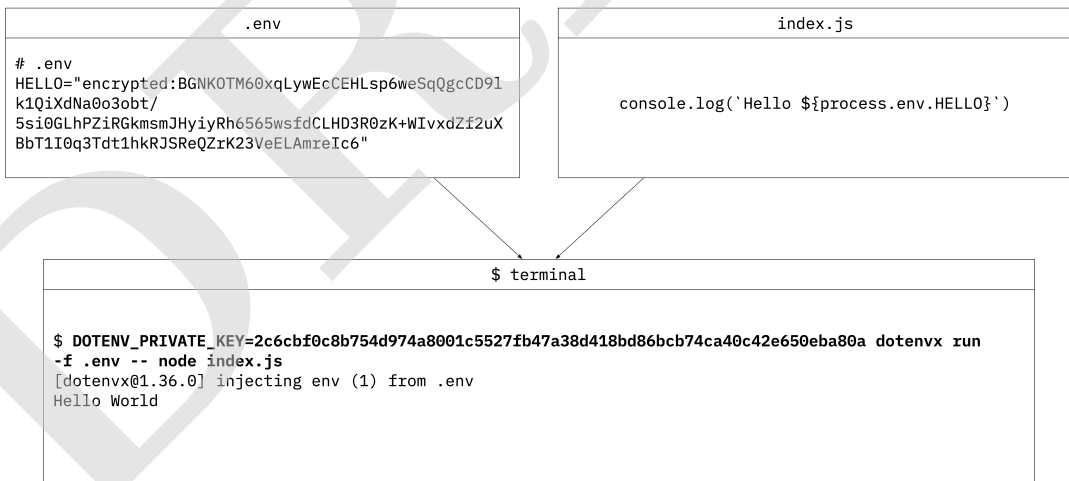 .env
# .env
HELLO="encrypted:BGNKOTM60xqLywEcCEHLsp6weSqQgcCD9l
k1QiXdNa0o3obt/
5si0GLhPZiRGkmsmJHyiyRh6565wsfdCLHD3R0zK+WIvxdZf2uX
BbT1I0q3Tdt1hkRJSReQZrK23VeELAmreIc6"
index.js
console.log(`Hello ${process.env.HELLO}`)
$ terminal
$ DOTENV_PRIVATE_KEY=2c6cbf0c8b754d974a8001c5527fb47a38d418bd86bcb74ca40c42e650eba80a dotenvx run
-f .env -- node index.js
[dotenvx@1.36.0] injecting env (1) from .env
Hello World